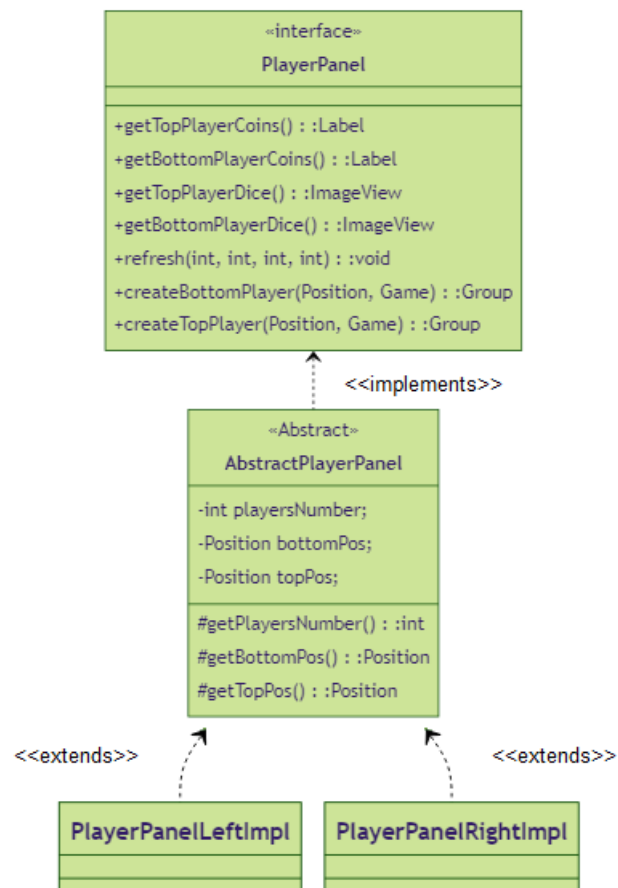 «interface»
PlayerPanel
+getTopPlayerCoins() : :Label
+getBottomPlayerCoins() : :Label
+getTopPlayerDice() : :ImageView
+getBottomPlayerDice() : :ImageView
+refresh(int, int, int, int) : :void
+createBottomPlayer(Position, Game) : :Group
+createTopPlayer(Position, Game) : :Group
<<implements>>
«Abstract»
AbstractPlayerPanel
-int playersNumber;
-Position bottomPos;
-Position topPos;
#getPlayersNumber() : :int
#getBottomPos() : :Position
#getTopPos() : :Position
<<extends>>
<<extends>>
PlayerPanelLeftImpl
PlayerPanelRightImpl